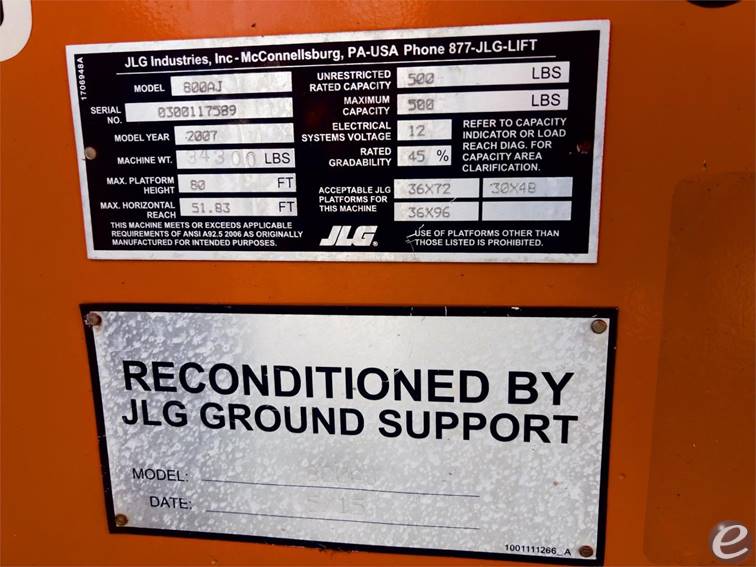 JLG Industries, Inc - McConnellsburg, PA-USA Phone 877-JLG-LIFT
1706948A
MODEL 800AJ
SERIAL NO. 0300117589
MODEL YEAR 2007
MACHINE WT. 34300 LBS
MAX. PLATFORM HEIGHT 80 FT
MAX. HORIZONTAL REACH 51.83 FT
THIS MACHINE MEETS OR EXCEEDS APPLICABLE
REQUIREMENTS OF ANSI A92.5 2006 AS ORIGINALLY
MANUFACTURED FOR INTENDED PURPOSES.
UNRESTRICTED RATED CAPACITY 500 LBS
MAXIMUM CAPACITY 500 LBS
ELECTRICAL SYSTEMS VOLTAGE 12
RATED GRADABILITY 45 %
REFER TO CAPACITY
INDICATOR OR LOAD
REACH DIAG. FOR
CAPACITY AREA
CLARIFICATION.
ACCEPTABLE JLG
PLATFORMS FOR
THIS MACHINE
36X72 30X48
36X96
JLG®
USE OF PLATFORMS OTHER THAN
THOSE LISTED IS PROHIBITED.
RECONDITIONED BY
JLG GROUND SUPPORT
MODEL:
DATE: 15
1001111266_A
e